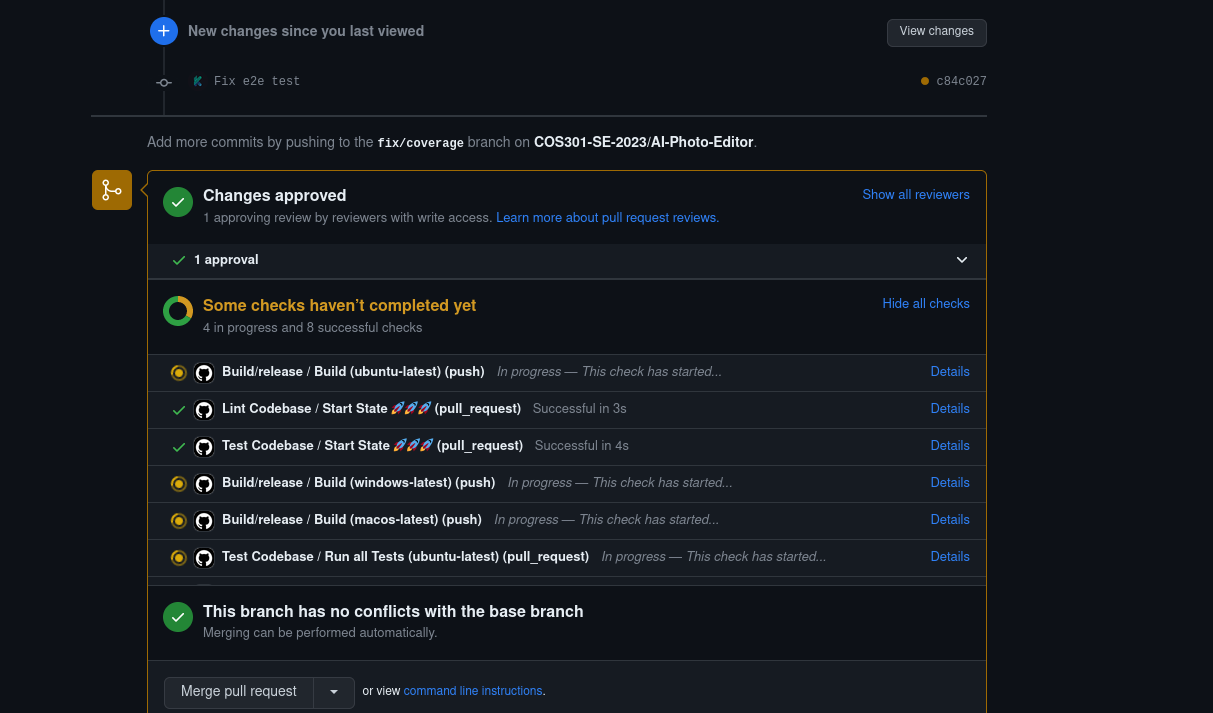 New changes since you last viewed
View changes
Fix e2e test
c84c027
Add more commits by pushing to the fix/coverage branch on COS301-SE-2023/AI-Photo-Editor.
Changes approved
Show all reviewers
1 approving review by reviewers with write access. Learn more about pull request reviews.
1 approval
Some checks haven't completed yet
Hide all checks
4 in progress and 8 successful checks
Build/release / Build (ubuntu-latest) (push) In progress — This check has started... Details
Lint Codebase / Start State 🚀🚀🚀 (pull_request) Successful in 3s Details
Test Codebase / Start State 🚀🚀🚀 (pull_request) Successful in 4s Details
Build/release / Build (windows-latest) (push) In progress — This check has started... Details
Build/release / Build (macos-latest) (push) In progress — This check has started... Details
Test Codebase / Run all Tests (ubuntu-latest) (pull_request) In progress — This check has started... Details
This branch has no conflicts with the base branch
Merging can be performed automatically.
Merge pull request or view command line instructions.